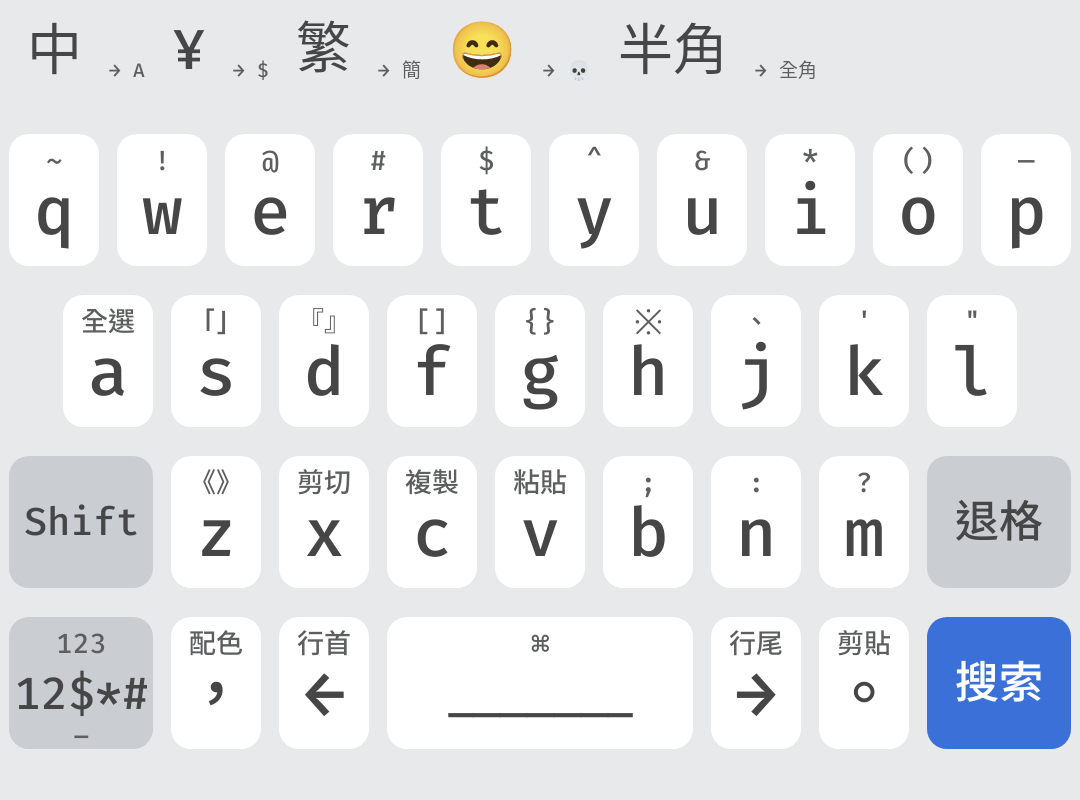 中 → A ¥ → $ 繁 → 簡 😄 → 💀 半角 → 全角
~ ! @ # $ ^ & * () —
q w e r t y u i o p
全選 「」 『』 [] {} ※ 、 ' "
a s d f g h j k l
《》 剪切 複製 粘貼 ; : ?
Shift z x c v b n m 退格
123 配色 行首 ⌘ 行尾 剪貼
12$*# , ← → 。 搜索
—